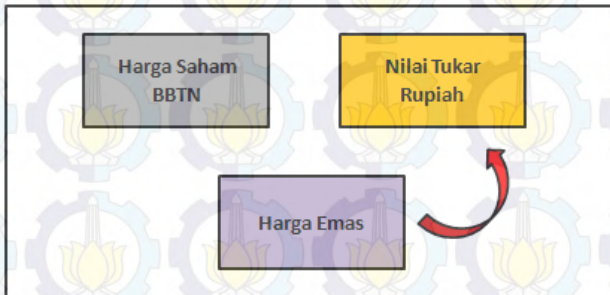 Harga Saham
BBTN
Nilai Tukar
Rupiah
Harga Emas